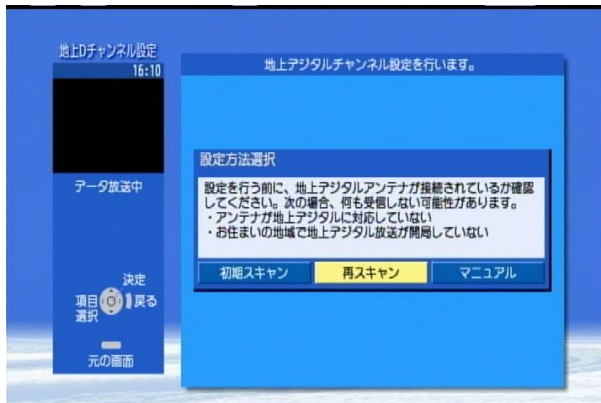 地上Dチャンネル設定
16:10
データ放送中
決定
項目
選択
戻る
元の画面
地上デジタルチャンネル設定を行います。
設定方法選択
設定を行う前に、地上デジタルアンテナが接続されているか確認
してください。次の場合、何も受信しない可能性があります。
・アンテナが地上デジタルに対応していない
・お住まいの地域で地上デジタル放送が開局していない
初期スキャン
再スキャン
マニュアル